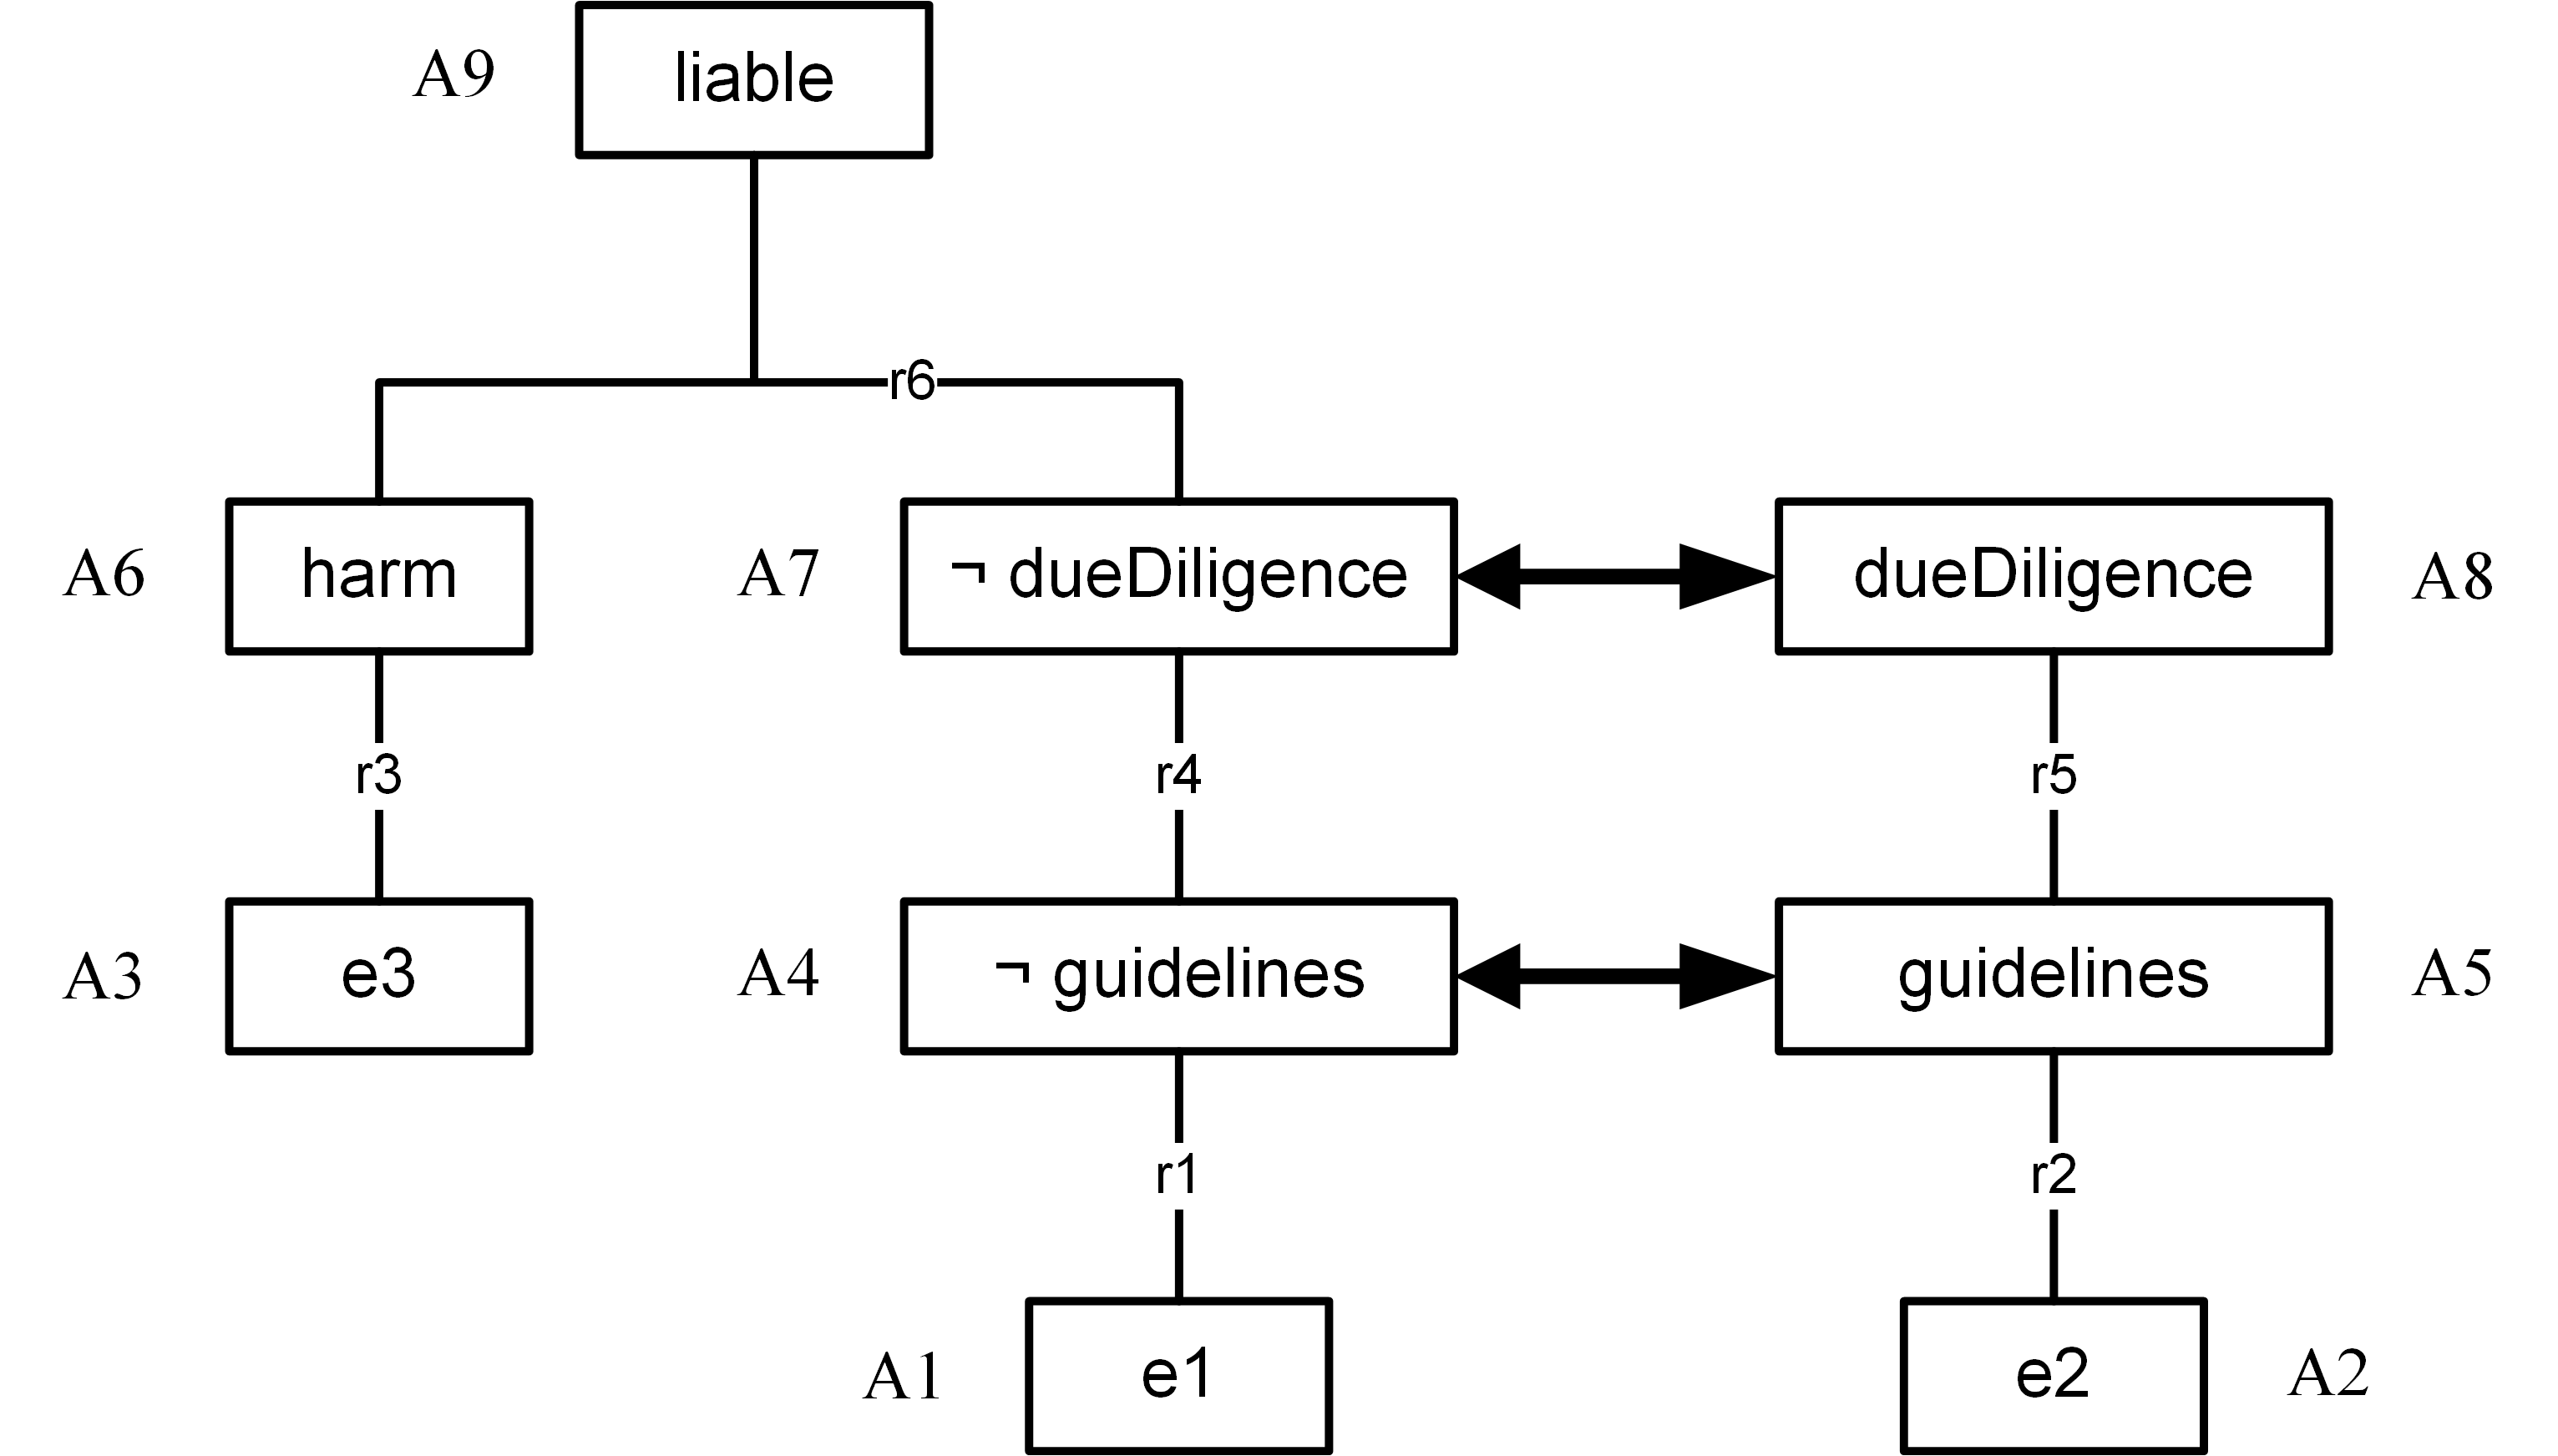 A9 liable
r6
A6 harm A7 ¬ dueDiligence dueDiligence A8
r3 r4 r5
A3 e3 A4 ¬ guidelines guidelines A5
r1 r2
A1 e1 e2 A2